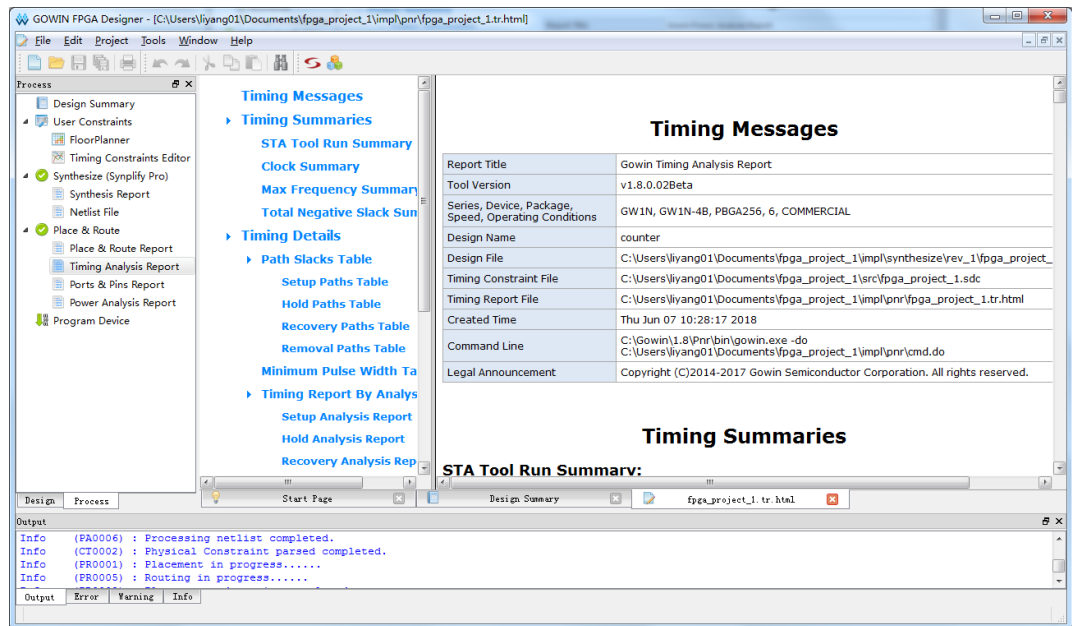 GOWIN FPGA Designer - [C:\Users\liyang01\Documents\fpga_project_1\impl\pnr\fpga_project_1.tr.html]
File Edit Project Tools Window Help
Process
Design Summary
User Constraints
FloorPlanner
Timing Constraints Editor
Synthesize (Synplify Pro)
Synthesis Report
Netlist File
Place & Route
Place & Route Report
Timing Analysis Report
Ports & Pins Report
Power Analysis Report
Program Device
Design Process
Timing Messages
Timing Summaries
STA Tool Run Summary
Clock Summary
Max Frequency Summary
Total Negative Slack Sum
Timing Details
Path Slacks Table
Setup Paths Table
Hold Paths Table
Recovery Paths Table
Removal Paths Table
Minimum Pulse Width Ta
Timing Report By Analys
Setup Analysis Report
Hold Analysis Report
Recovery Analysis Rep
Timing Messages
Report Title Gowin Timing Analysis Report
Tool Version v1.8.0.02Beta
Series, Device, Package,
Speed, Operating Conditions GW1N, GW1N-4B, PBGA256, 6, COMMERCIAL
Design Name counter
Design File C:\Users\liyang01\Documents\fpga_project_1\impl\synthesize\rev_1\fpga_project_
Timing Constraint File C:\Users\liyang01\Documents\fpga_project_1\src\fpga_project_1.sdc
Timing Report File C:\Users\liyang01\Documents\fpga_project_1\impl\pnr\fpga_project_1.tr.html
Created Time Thu Jun 07 10:28:17 2018
Command Line C:\Gowin\1.8\Pnr\bin\gowin.exe -do
C:\Users\liyang01\Documents\fpga_project_1\impl\pnr\cmd.do
Legal Announcement Copyright (C)2014-2017 Gowin Semiconductor Corporation. All rights reserved.
Timing Summaries
STA Tool Run Summary:
Start Page Design Summary fpga_project_1.tr.html
Output
Info (PA0006) : Processing netlist completed.
Info (CT0002) : Physical Constraint parsed completed.
Info (PR0001) : Placement in progress......
Info (PR0005) : Routing in progress......
Output Error Warning Info